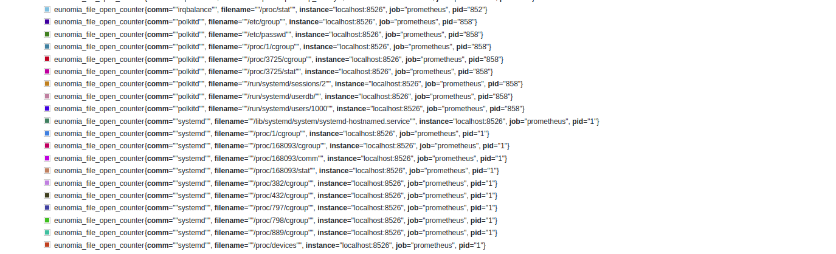 eunomia_file_open_counter{comm=""irqbalance"", filename=""/proc/stat"", instance="localhost:8526", job="prometheus", pid="852"}
eunomia_file_open_counter{comm=""polkitd"", filename=""/etc/group"", instance="localhost:8526", job="prometheus", pid="858"}
eunomia_file_open_counter{comm=""polkitd"", filename=""/etc/passwd"", instance="localhost:8526", job="prometheus", pid="858"}
eunomia_file_open_counter{comm=""polkitd"", filename=""/proc/1/cgroup"", instance="localhost:8526", job="prometheus", pid="858"}
eunomia_file_open_counter{comm=""polkitd"", filename=""/proc/3725/cgroup"", instance="localhost:8526", job="prometheus", pid="858"}
eunomia_file_open_counter{comm=""polkitd"", filename=""/proc/3725/stat"", instance="localhost:8526", job="prometheus", pid="858"}
eunomia_file_open_counter{comm=""polkitd"", filename=""/run/systemd/sessions/2"", instance="localhost:8526", job="prometheus", pid="858"}
eunomia_file_open_counter{comm=""polkitd"", filename=""/run/systemd/userdb/"", instance="localhost:8526", job="prometheus", pid="858"}
eunomia_file_open_counter{comm=""polkitd"", filename=""/run/systemd/users/1000"", instance="localhost:8526", job="prometheus", pid="858"}
eunomia_file_open_counter{comm=""systemd"", filename=""/lib/systemd/system/systemd-hostnamed.service"", instance="localhost:8526", job="prometheus", pid="1"}
eunomia_file_open_counter{comm=""systemd"", filename=""/proc/1/cgroup"", instance="localhost:8526", job="prometheus", pid="1"}
eunomia_file_open_counter{comm=""systemd"", filename=""/proc/168093/cgroup"", instance="localhost:8526", job="prometheus", pid="1"}
eunomia_file_open_counter{comm=""systemd"", filename=""/proc/168093/comm"", instance="localhost:8526", job="prometheus", pid="1"}
eunomia_file_open_counter{comm=""systemd"", filename=""/proc/168093/stat"", instance="localhost:8526", job="prometheus", pid="1"}
eunomia_file_open_counter{comm=""systemd"", filename=""/proc/382/cgroup"", instance="localhost:8526", job="prometheus", pid="1"}
eunomia_file_open_counter{comm=""systemd"", filename=""/proc/432/cgroup"", instance="localhost:8526", job="prometheus", pid="1"}
eunomia_file_open_counter{comm=""systemd"", filename=""/proc/797/cgroup"", instance="localhost:8526", job="prometheus", pid="1"}
eunomia_file_open_counter{comm=""systemd"", filename=""/proc/798/cgroup"", instance="localhost:8526", job="prometheus", pid="1"}
eunomia_file_open_counter{comm=""systemd"", filename=""/proc/889/cgroup"", instance="localhost:8526", job="prometheus", pid="1"}
eunomia_file_open_counter{comm=""systemd"", filename=""/proc/devices"", instance="localhost:8526", job="prometheus", pid="1"}